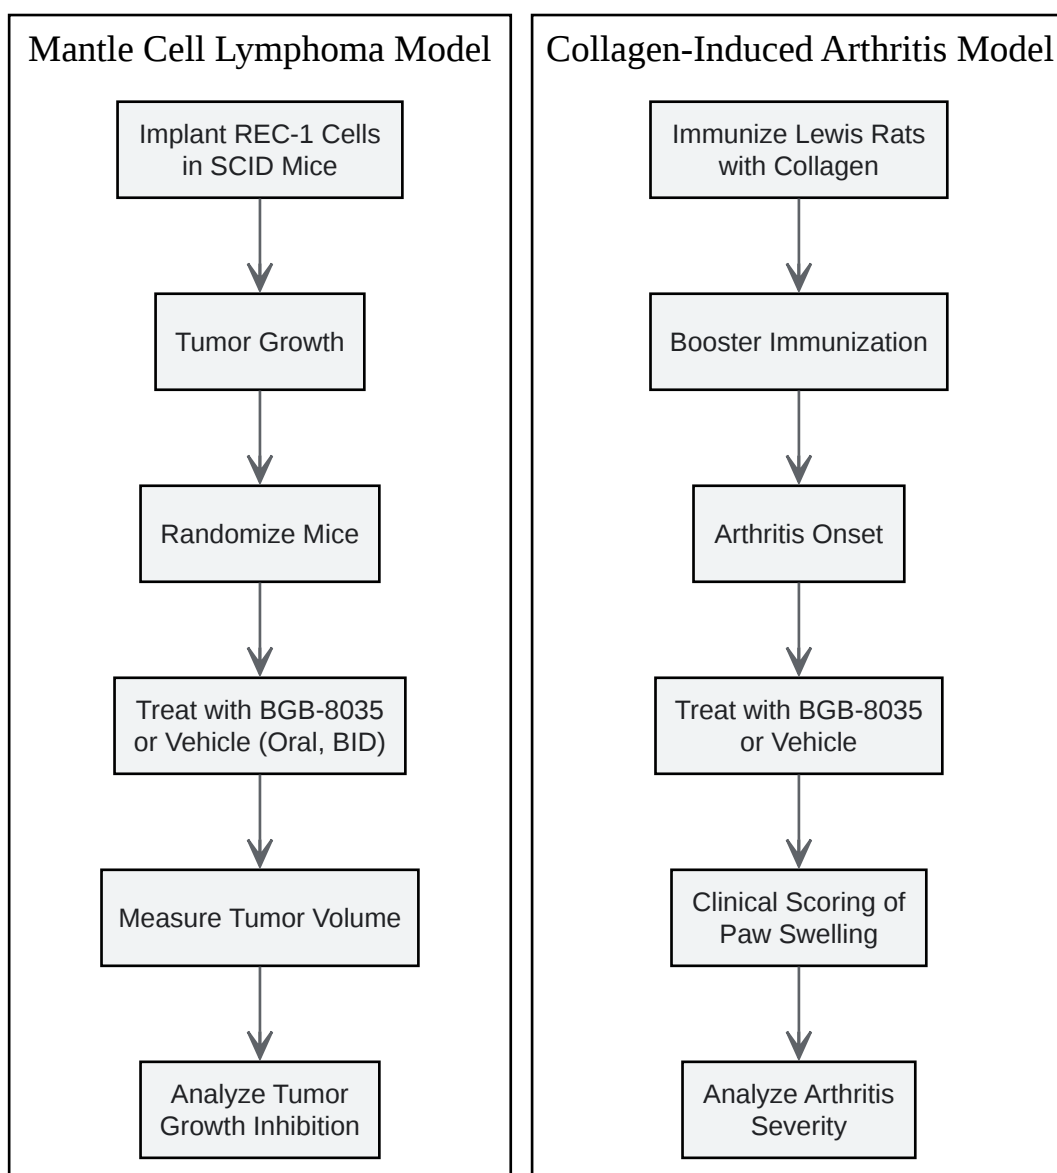 Mantle Cell Lymphoma Model
Implant REC-1 Cells
in SCID Mice
Tumor Growth
Randomize Mice
Treat with BGB-8035
or Vehicle (Oral, BID)
Measure Tumor Volume
Analyze Tumor
Growth Inhibition
Collagen-Induced Arthritis Model
Immunize Lewis Rats
with Collagen
Booster Immunization
Arthritis Onset
Treat with BGB-8035
or Vehicle
Clinical Scoring of
Paw Swelling
Analyze Arthritis
Severity